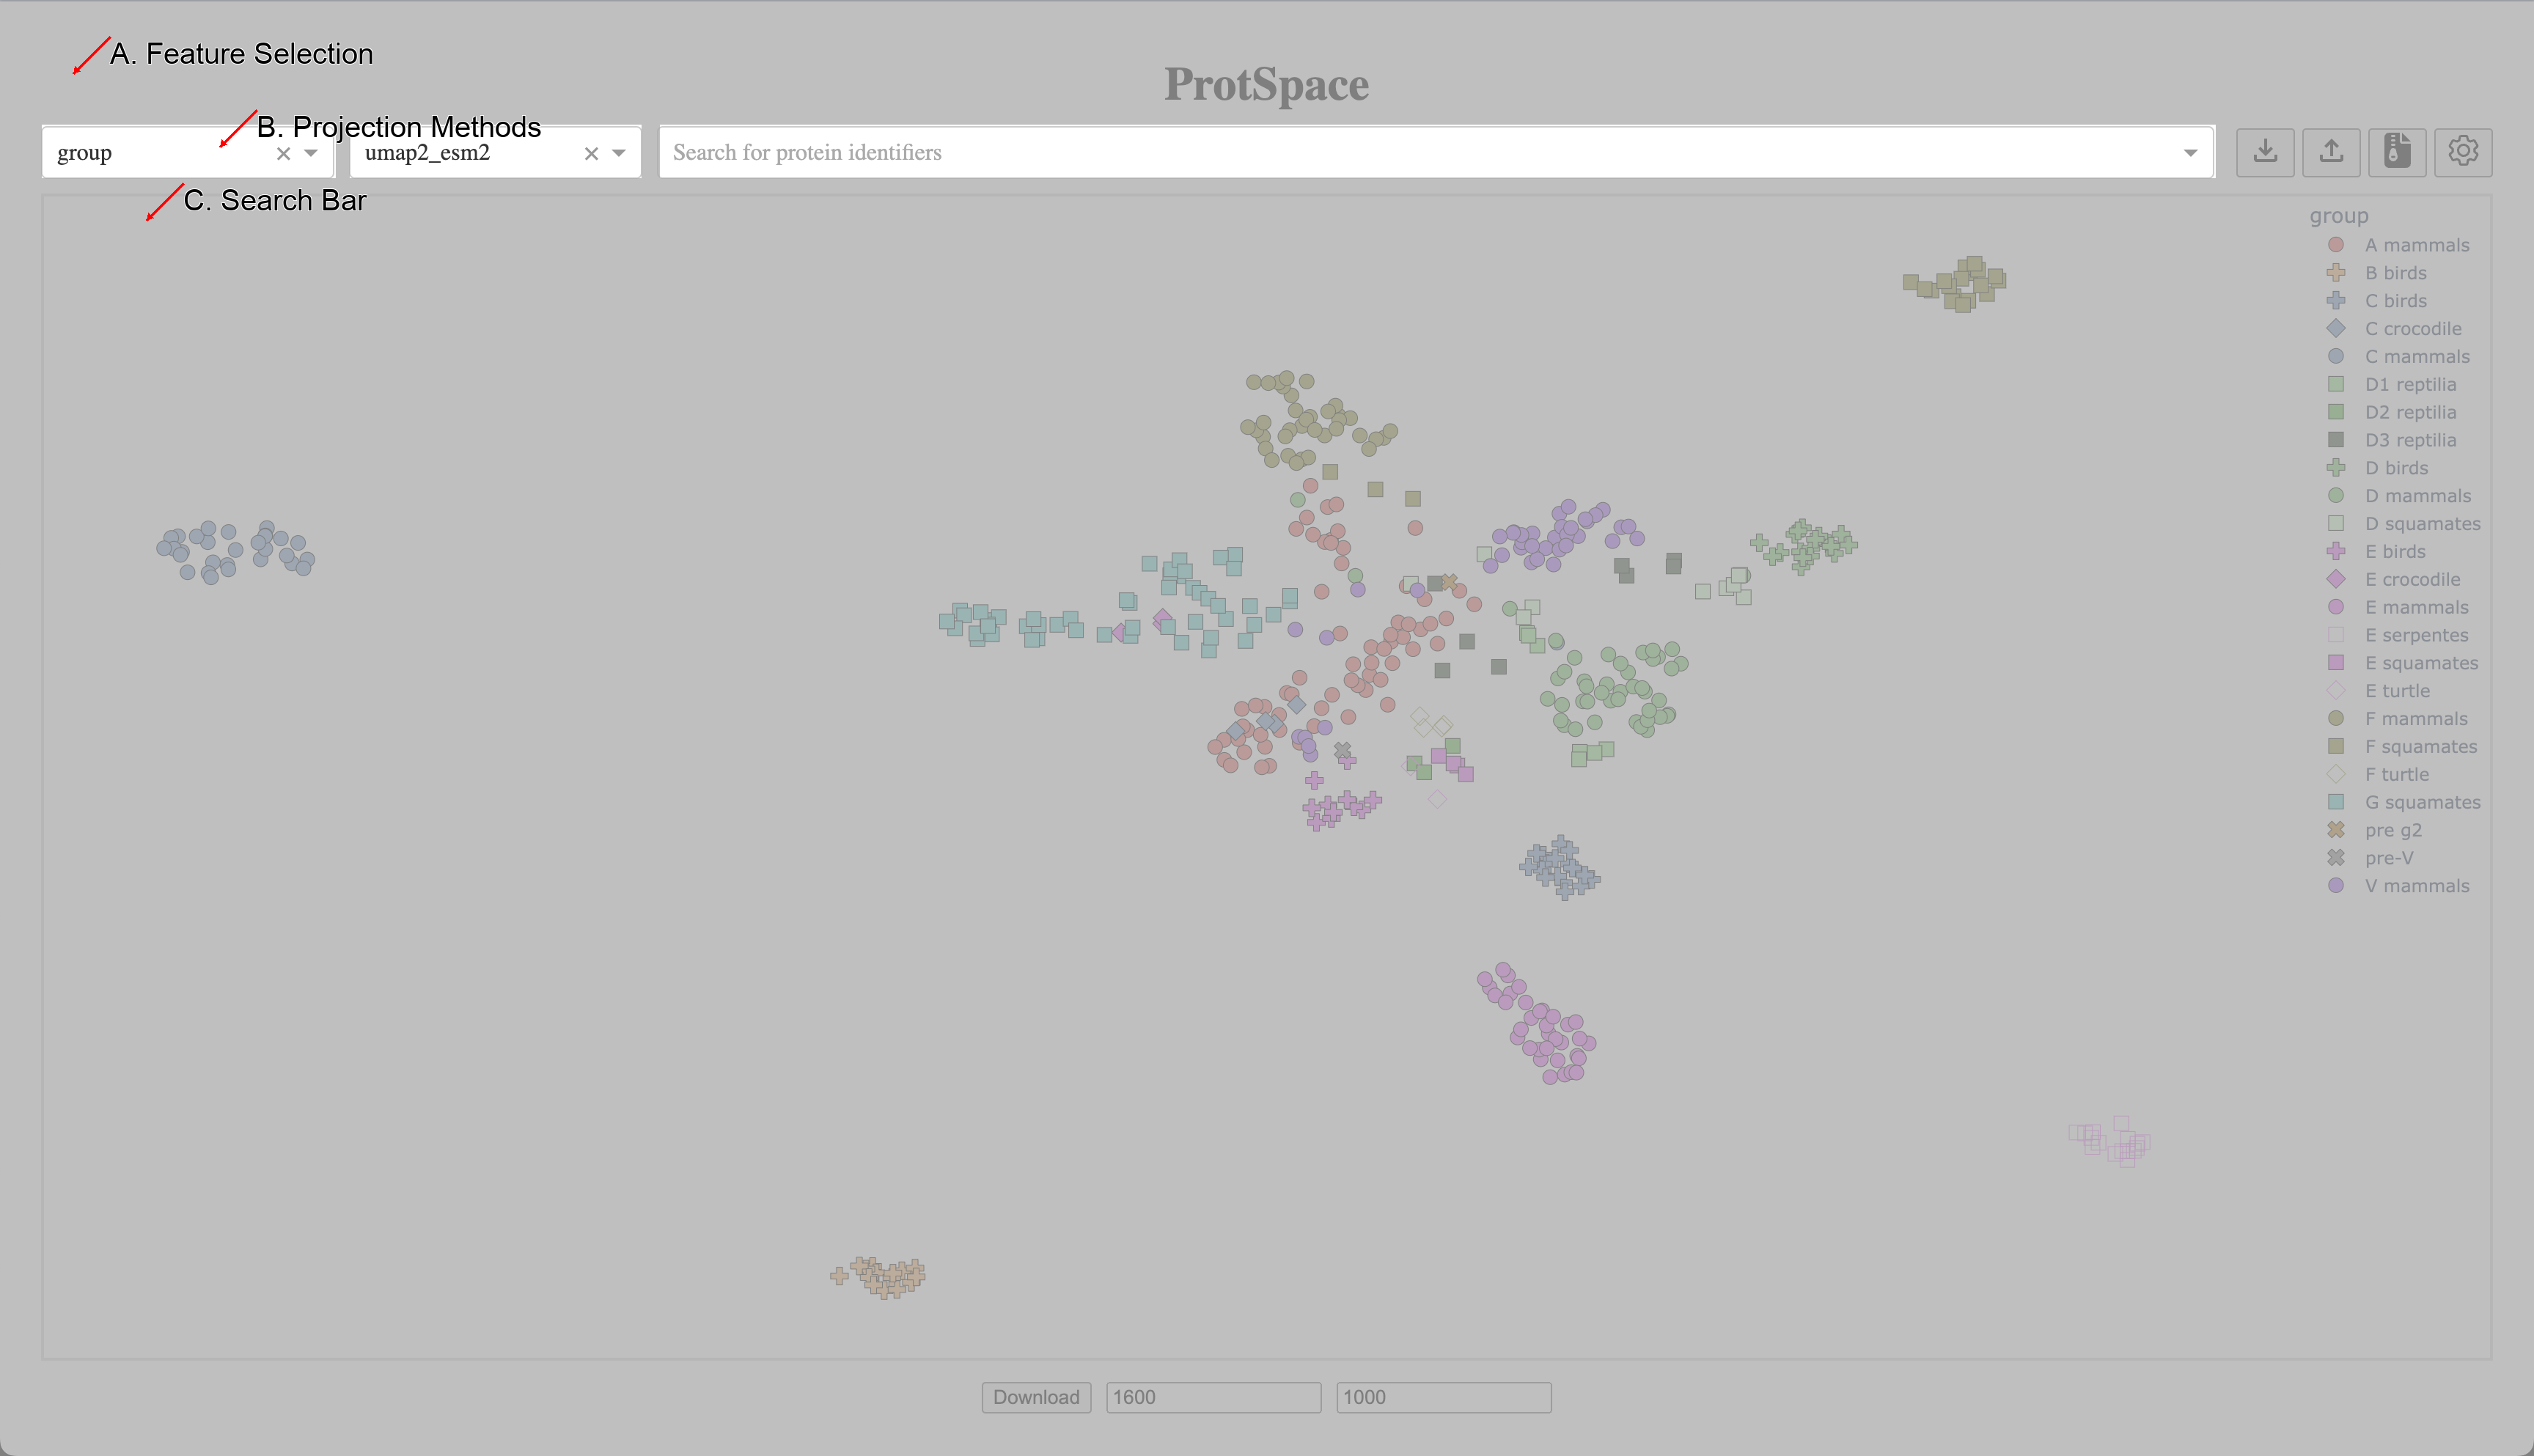 A. Feature Selection
ProtSpace
B. Projection Methods
group
umap2_esm2
Search for protein identifiers
C. Search Bar
group
A mammals
B birds
C birds
C crocodile
C mammals
D1 reptilia
D2 reptilia
D3 reptilia
D birds
D mammals
D squamates
E birds
E crocodile
E mammals
E serpentes
E squamates
E turtle
F mammals
F squamates
F turtle
G squamates
pre g2
pre-V
V mammals
Download
1600
1000